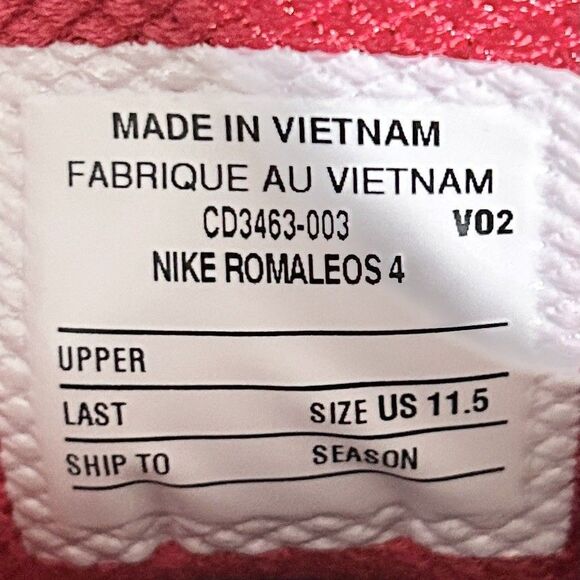 MADE IN VIETNAM
FABRIQUE AU VIETNAM
CD3463-003 V02
NIKE ROMALEOS 4
UPPER
LAST SIZE US 11.5
SHIP TO SEASON